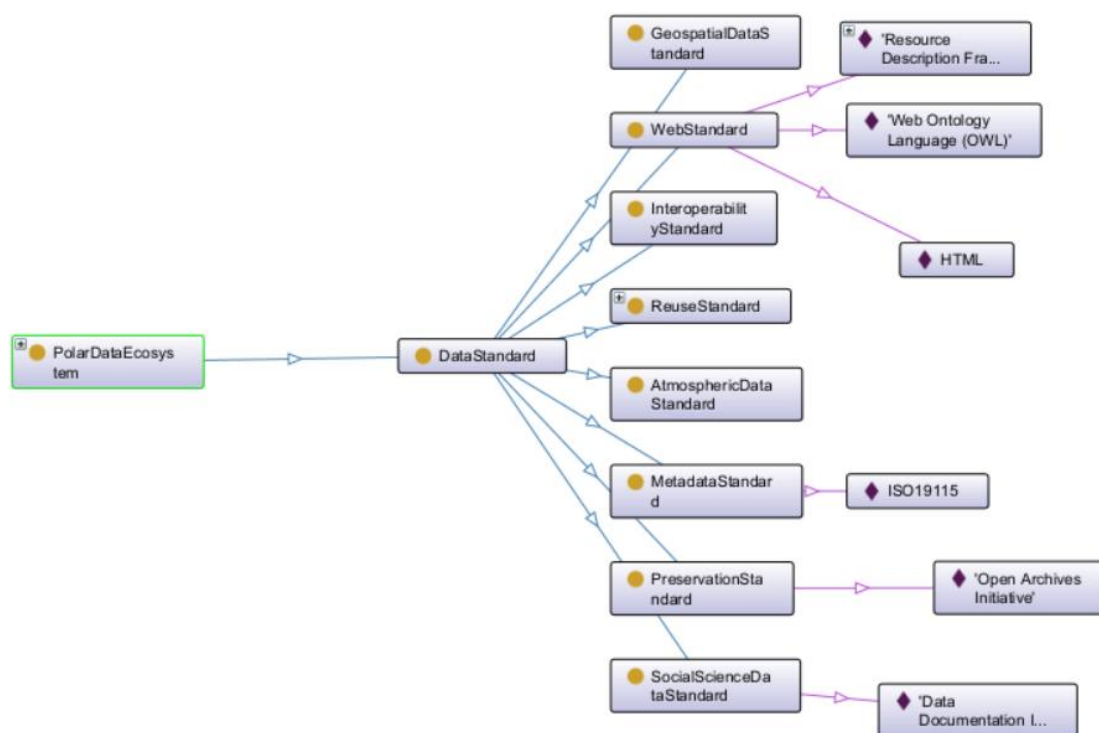 GeospatialDataS
tandard
'Resource
Description Fra...
WebStandard
'Web Ontology
Language (OWL)'
Interoperabilit
yStandard
HTML
ReuseStandard
PolarDataEcosys
tem
DataStandard
AtmosphericData
Standard
MetadataStandar
d
ISO19115
PreservationSta
ndard
'Open Archives
Initiative'
SocialScienceDa
taStandard
'Data
Documentation I...